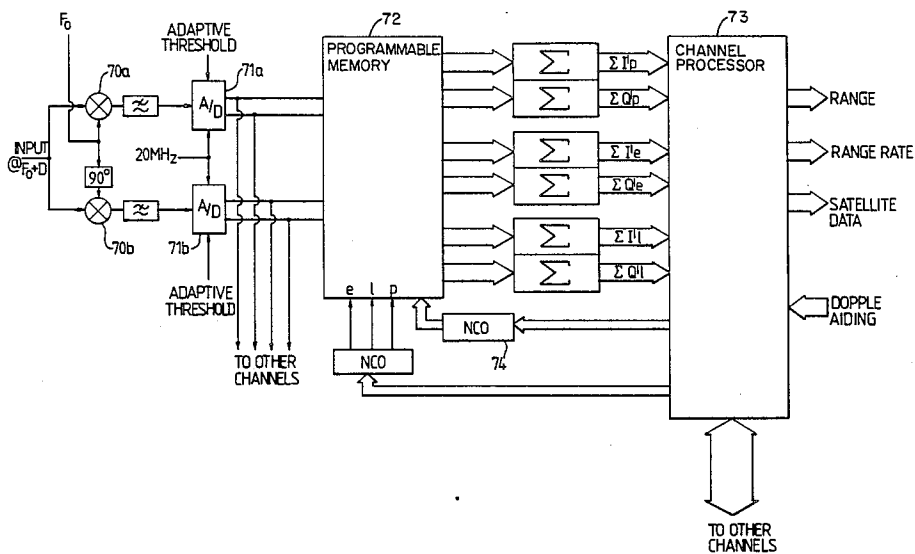 F₀
ADAPTIVE
THRESHOLD
70a
71a
A/D
72
PROGRAMMABLE
MEMORY
73
CHANNEL
PROCESSOR
Σ
Σ I'p
Σ
Σ Q'p
RANGE
INPUT
@F₀+D
90°
20MHz
Σ
Σ I'e
Σ
Σ Q'e
RANGE RATE
A/D
70b
71b
SATELLITE
DATA
Σ
Σ I'l
Σ
Σ Q'l
ADAPTIVE
THRESHOLD
e l p
DOPPLE
AIDING
NCO
74
NCO
TO OTHER
CHANNELS
TO OTHER
CHANNELS